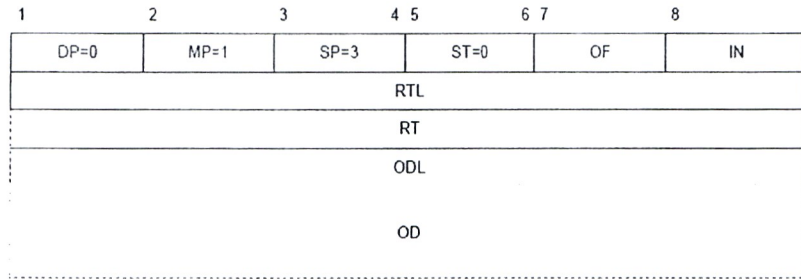 1 2 3 4 5 6 7 8
DP=0 MP=1 SP=3 ST=0 OF IN
RTL
RT
ODL
OD